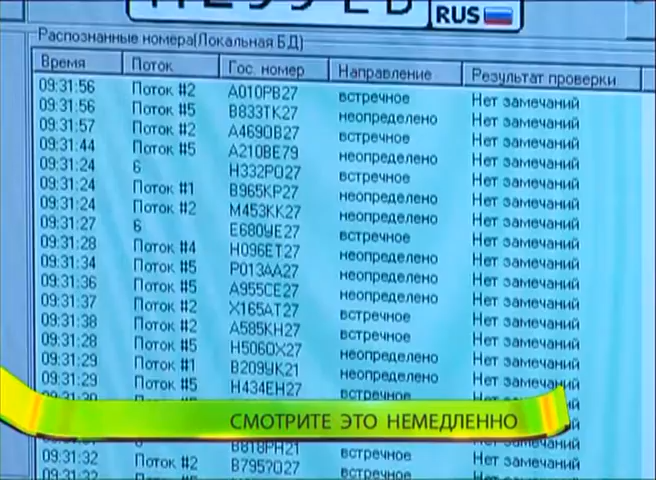 RUS
Распознанные номера(Локальная БД)
Время Поток Гос. номер Направление Результат проверки
09:31:56 Поток #2 А010РВ27 встречное Нет замечаний
09:31:56 Поток #5 В833ТК27 неопределено Нет замечаний
09:31:57 Поток #2 А469ОВ27 встречное Нет замечаний
09:31:44 Поток #5 А210ВЕ79 неопределено Нет замечаний
09:31:24 6 Н332РО27 встречное Нет замечаний
09:31:24 Поток #1 В965КР27 неопределено Нет замечаний
09:31:24 Поток #2 М453КК27 неопределено Нет замечаний
09:31:27 6 Е680УЕ27 встречное Нет замечаний
09:31:28 Поток #4 Н096ЕТ27 неопределено Нет замечаний
09:31:34 Поток #5 Р013АА27 неопределено Нет замечаний
09:31:36 Поток #5 А955СЕ27 неопределено Нет замечаний
09:31:37 Поток #2 Х165АТ27 встречное Нет замечаний
09:31:38 Поток #2 А585КН27 встречное Нет замечаний
09:31:28 Поток #5 Н506ОХ27 неопределено Нет замечаний
09:31:29 Поток #1 В209УК21 неопределено Нет замечаний
09:31:29 Поток #5 Н434ЕН27 встречное
СМОТРИТЕ ЭТО НЕМЕДЛЕННО
В818РН21 встречное Нет замечаний
09:31:32 Поток #2 В795?027 встречное Нет замечаний